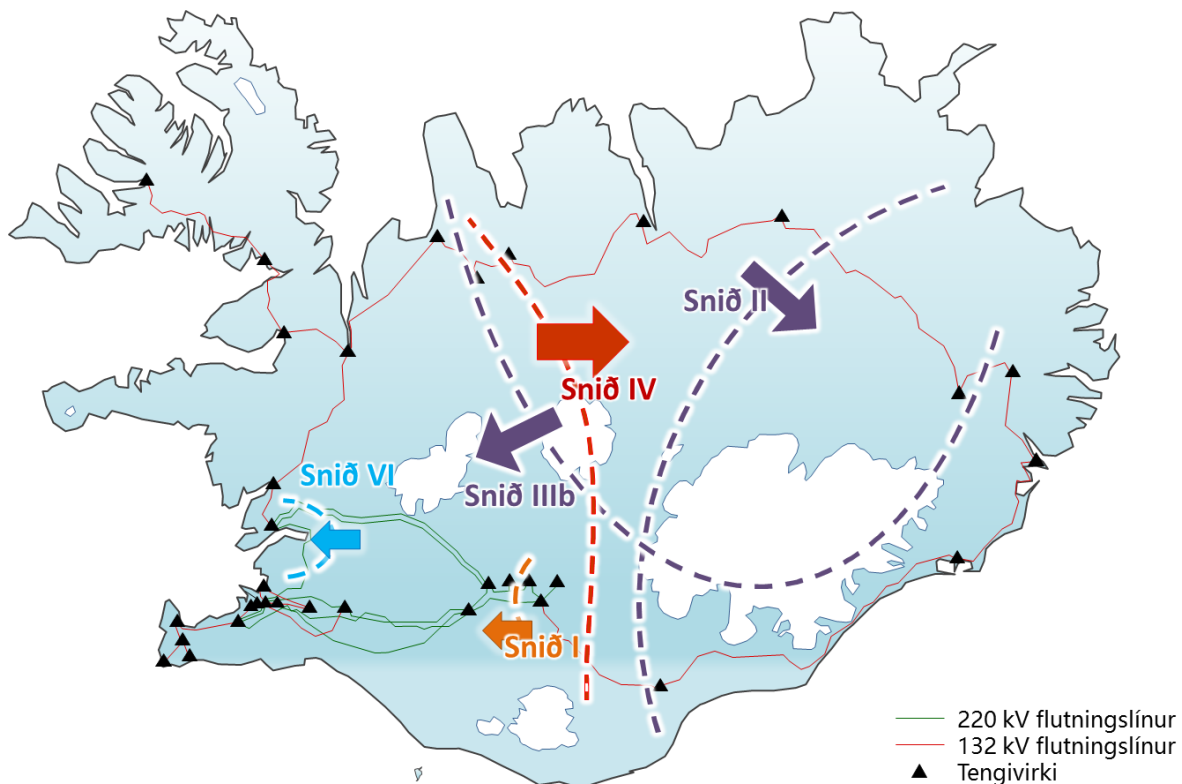 Snið II
Snið IV
Snið VI
Snið IIIb
Snið I
220 kV flutningslínur
132 kV flutningslínur
Tengivirki